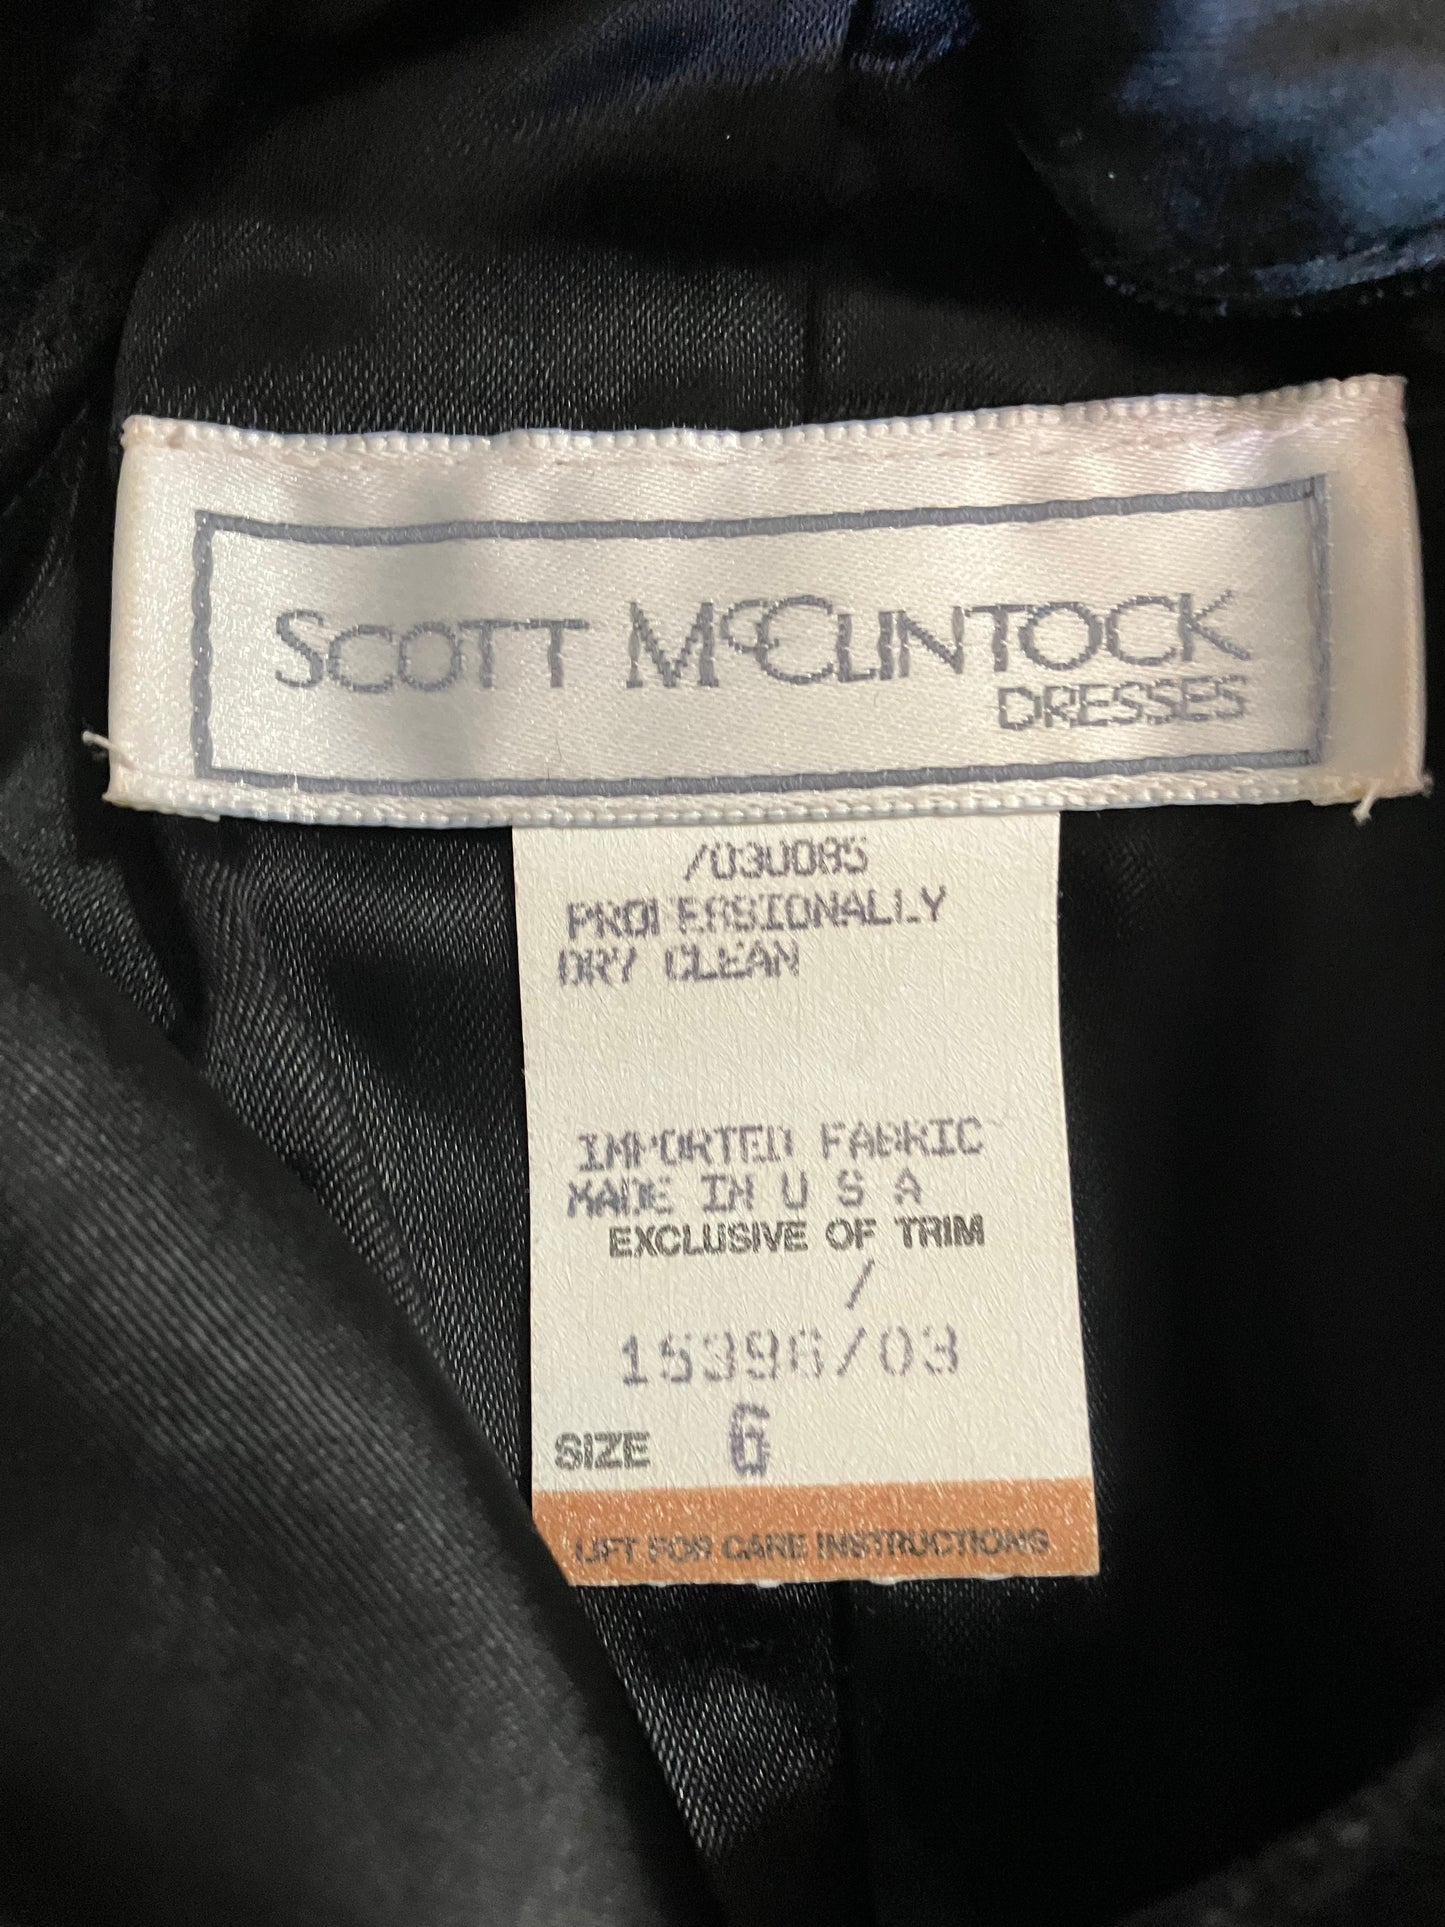 SCOTT McCLINTOCK
DRESSES
/030085
PROFESSIONALLY
DRY CLEAN
IMPORTED FABRIC
MADE IN U S A
EXCLUSIVE OF TRIM
/
15396/03
SIZE 6
LIFT FOR CARE INSTRUCTIONS